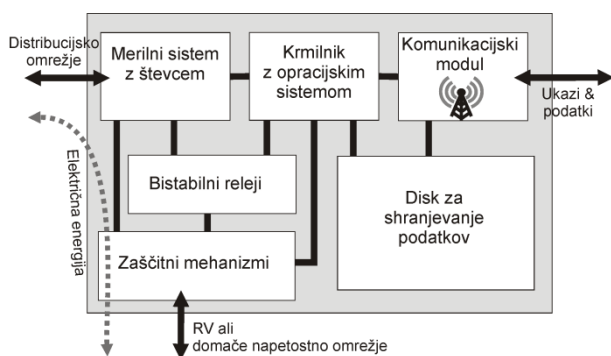 Distribucijsko
omrežje
Merilni sistem
z števcem
Krmilnik
z opracijskim
sistemom
Komunikacijski
modul
Ukazi &
podatki
Električna energija
Bistabilni releji
Disk za
shranjevanje
podatkov
Zaščitni mehanizmi
RV ali
domače napetostno omrežje